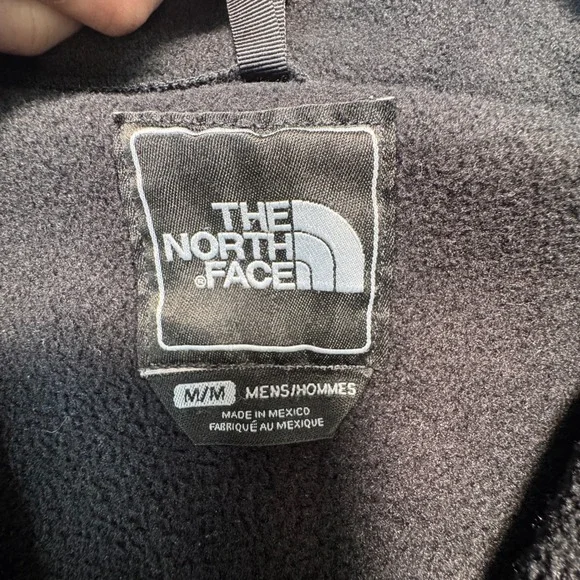 THE
NORTH
®FACE
M/M MENS/HOMMES
MADE IN MEXICO
FABRIQUÉ AU MEXIQUE